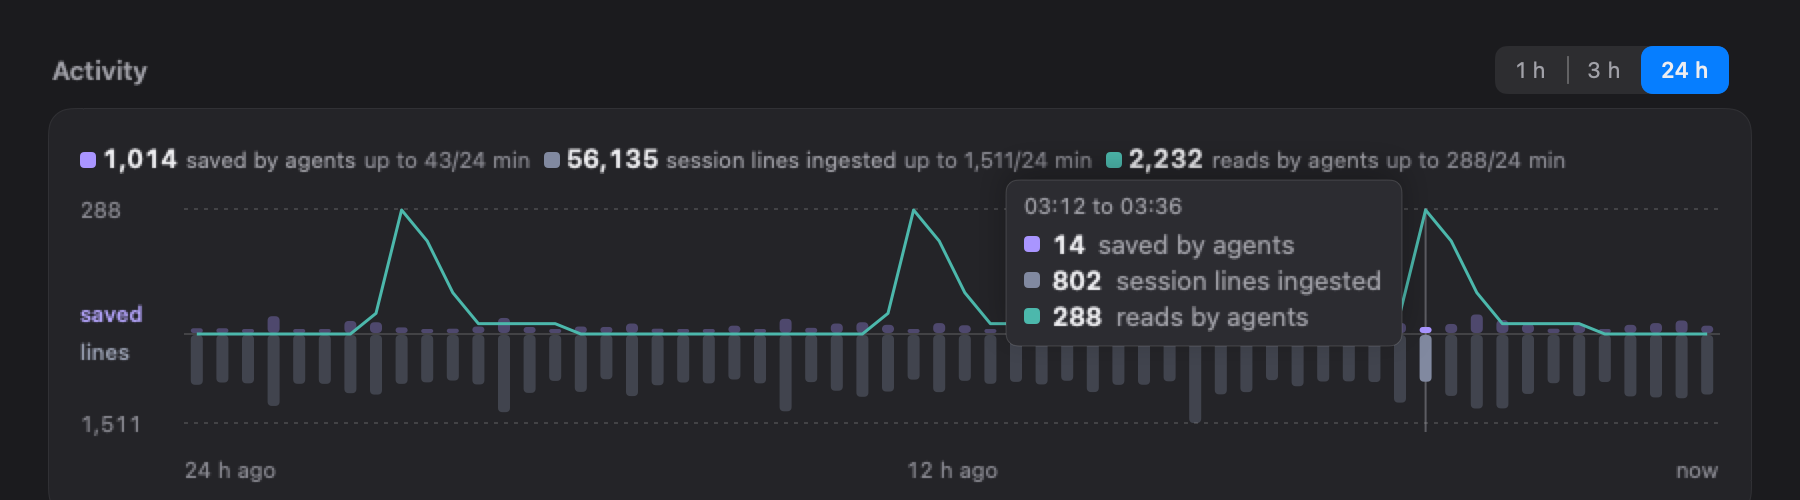 Activity
1 h 3 h 24 h
1,014 saved by agents up to 43/24 min 56,135 session lines ingested up to 1,511/24 min 2,232 reads by agents up to 288/24 min
288
03:12 to 03:36
14 saved by agents
802 session lines ingested
288 reads by agents
saved
lines
1,511
24 h ago 12 h ago now